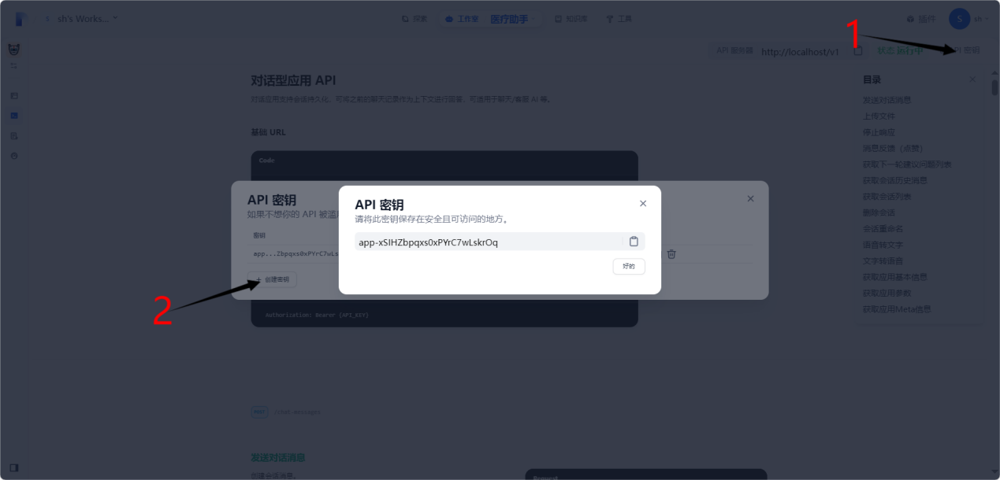 sh's Works...
探索
工作室
医疗助手
知识库
工具
插件
S
sh
1
API 服务器
http://localhost/v1
状态 运行中
PI 密钥
对话型应用 API
对话应用支持会话持久化，可将之前的聊天记录作为上下文进行回答，可适用于聊天/客服 AI 等。
基础 URL
Code
目录
发送对话消息
上传文件
停止响应
消息反馈（点赞）
获取下一轮建议问题列表
获取会话历史消息
获取会话列表
删除会话
会话重命名
语音转文字
文字转语音
获取应用基本信息
获取应用参数
获取应用Meta信息
API 密钥
如果不想你的 API 被滥
密钥
app...Zbpqxs0xPYrC7wLs
+ 创建密钥
2
API 密钥
请将此密钥保存在安全且可访问的地方。
app-xSIHZbpqxs0xPYrC7wLskrOq
好的
Authorization: Bearer {API_KEY}
POST
/chat-messages
发送对话消息
创建会话消息。
Request